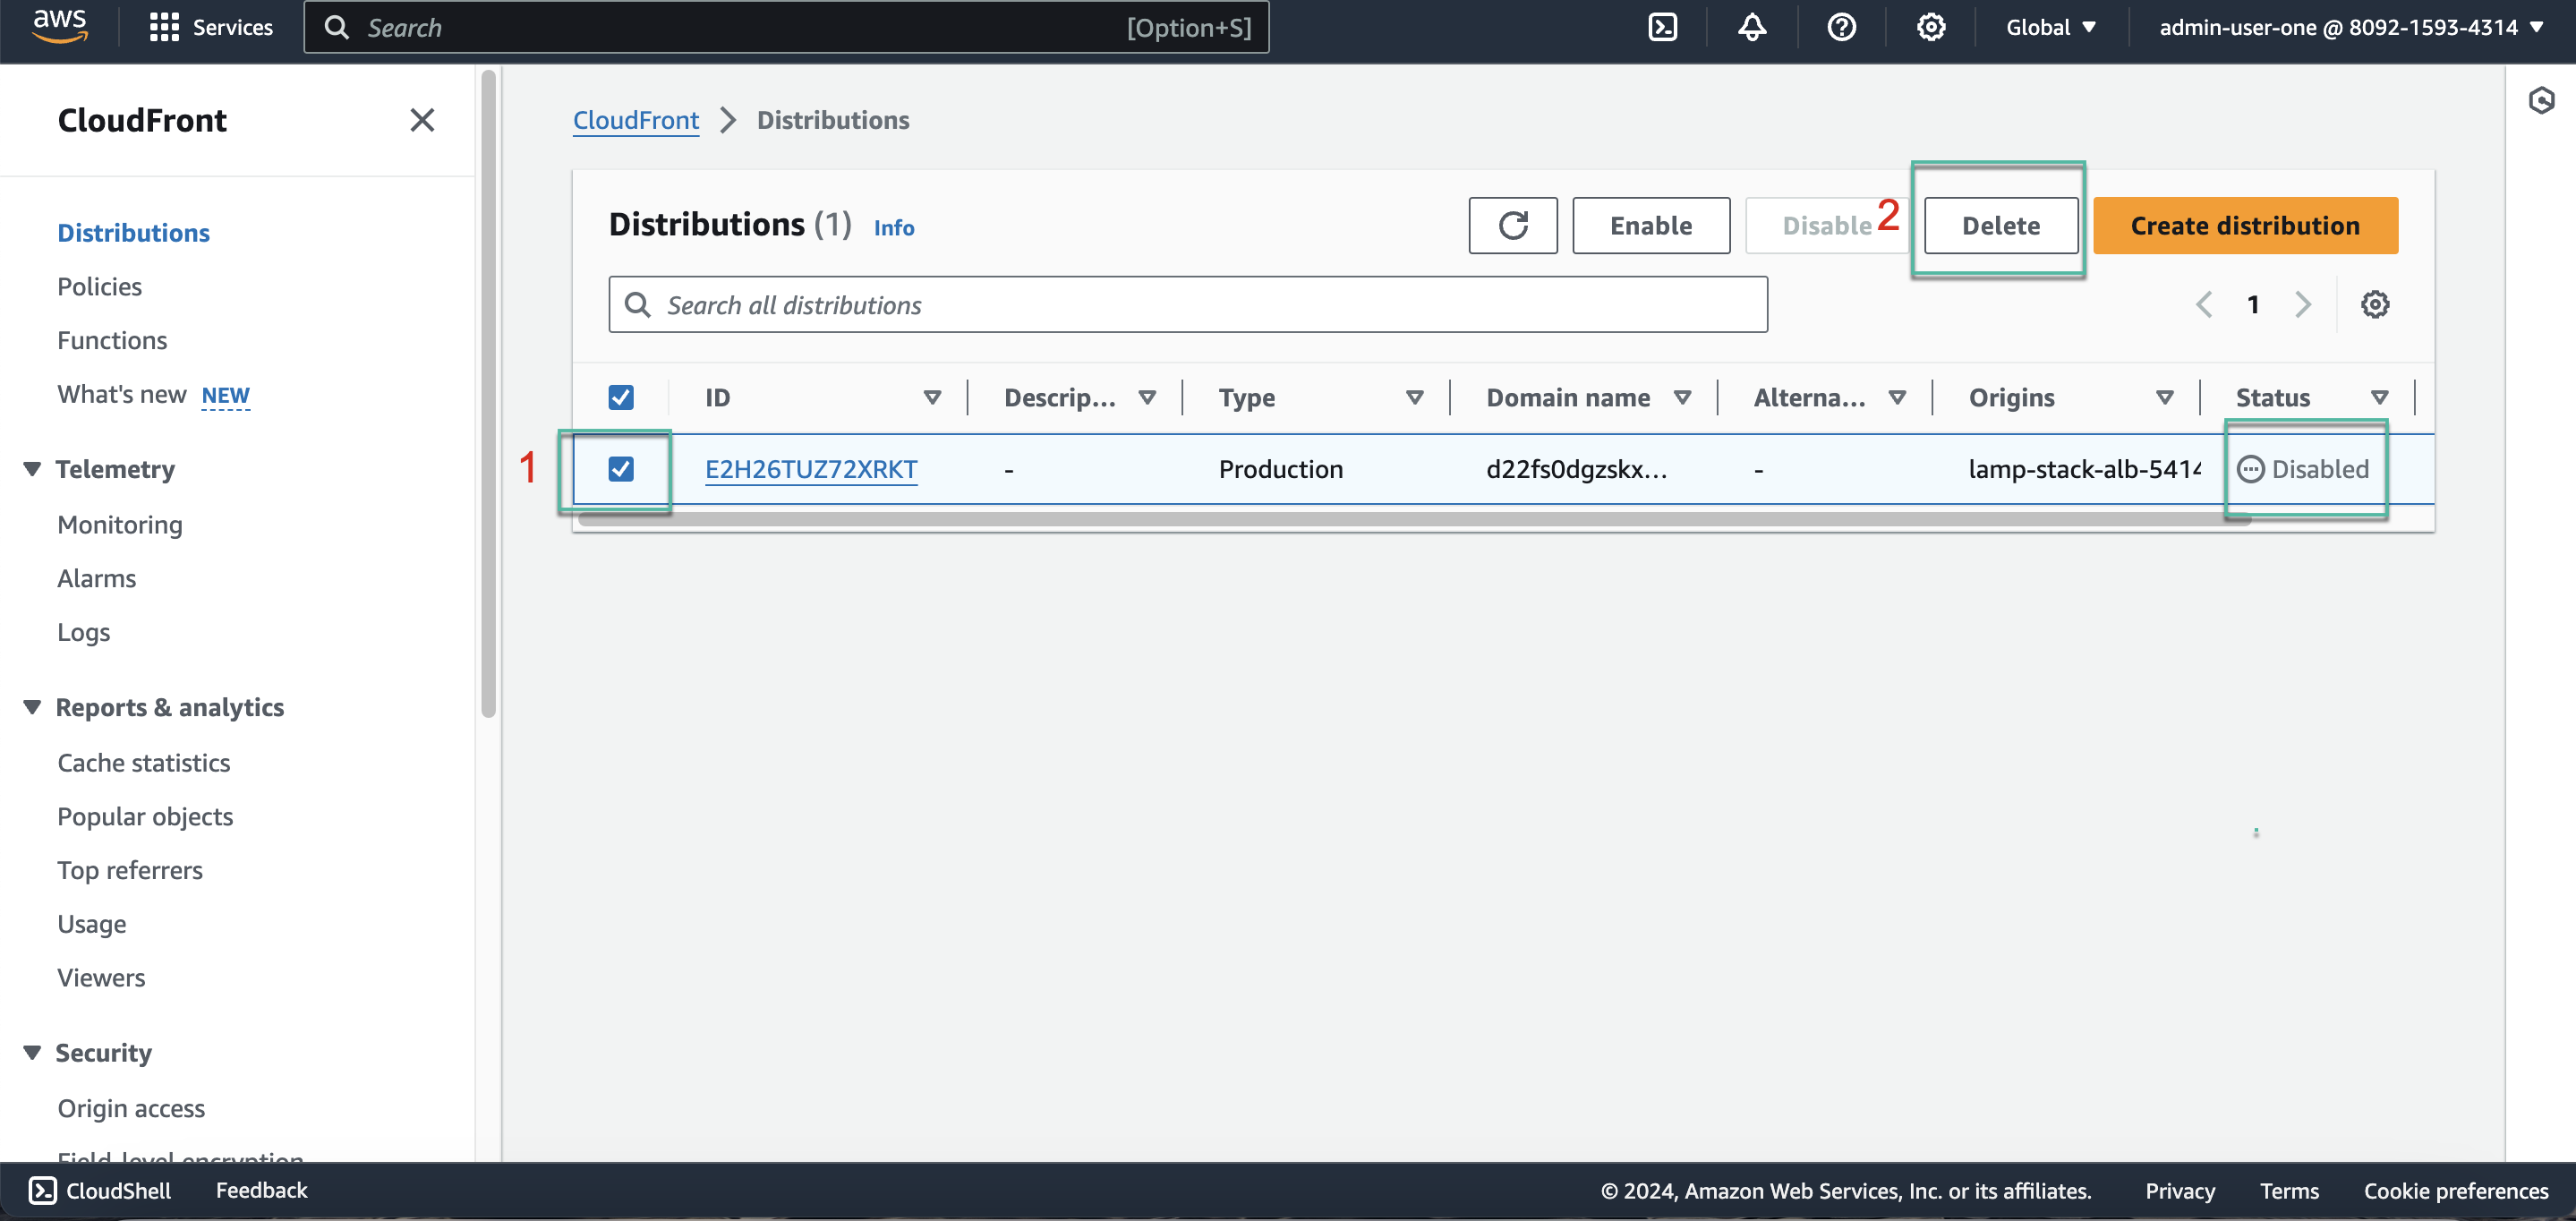 aws
Services
Search
[Option+S]
Global
admin-user-one @ 8092-1593-4314
CloudFront
Distributions
Policies
Functions
What's new NEW
Telemetry
Monitoring
Alarms
Logs
Reports & analytics
Cache statistics
Popular objects
Top referrers
Usage
Viewers
Security
Origin access
Field-level encryption
CloudFront
Distributions
Distributions (1) Info
Enable
Disable
2
Delete
Create distribution
Search all distributions
1
ID
Descrip...
Type
Domain name
Alterna...
Origins
Status
1
E2H26TUZ72XRKT
-
Production
d22fs0dgzskx...
-
lamp-stack-alb-5414
Disabled
CloudShell
Feedback
© 2024, Amazon Web Services, Inc. or its affiliates.
Privacy
Terms
Cookie preferences